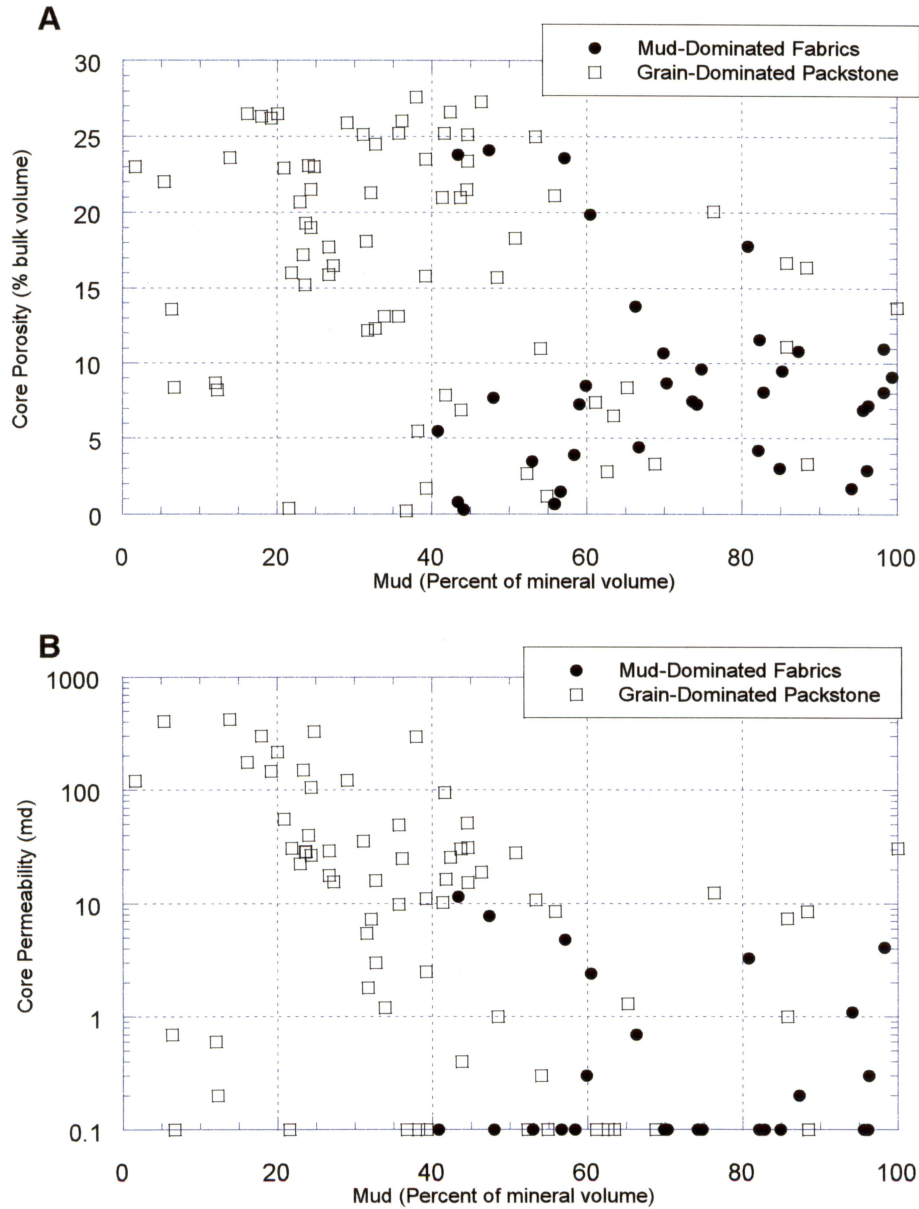 A
Mud-Dominated Fabrics
Grain-Dominated Packstone
30
25
20
15
10
5
0
Core Porosity (% bulk volume)
0 20 40 60 80 100
Mud (Percent of mineral volume)
B
Mud-Dominated Fabrics
Grain-Dominated Packstone
1000
100
10
1
0.1
Core Permeability (md)
0 20 40 60 80 100
Mud (Percent of mineral volume)